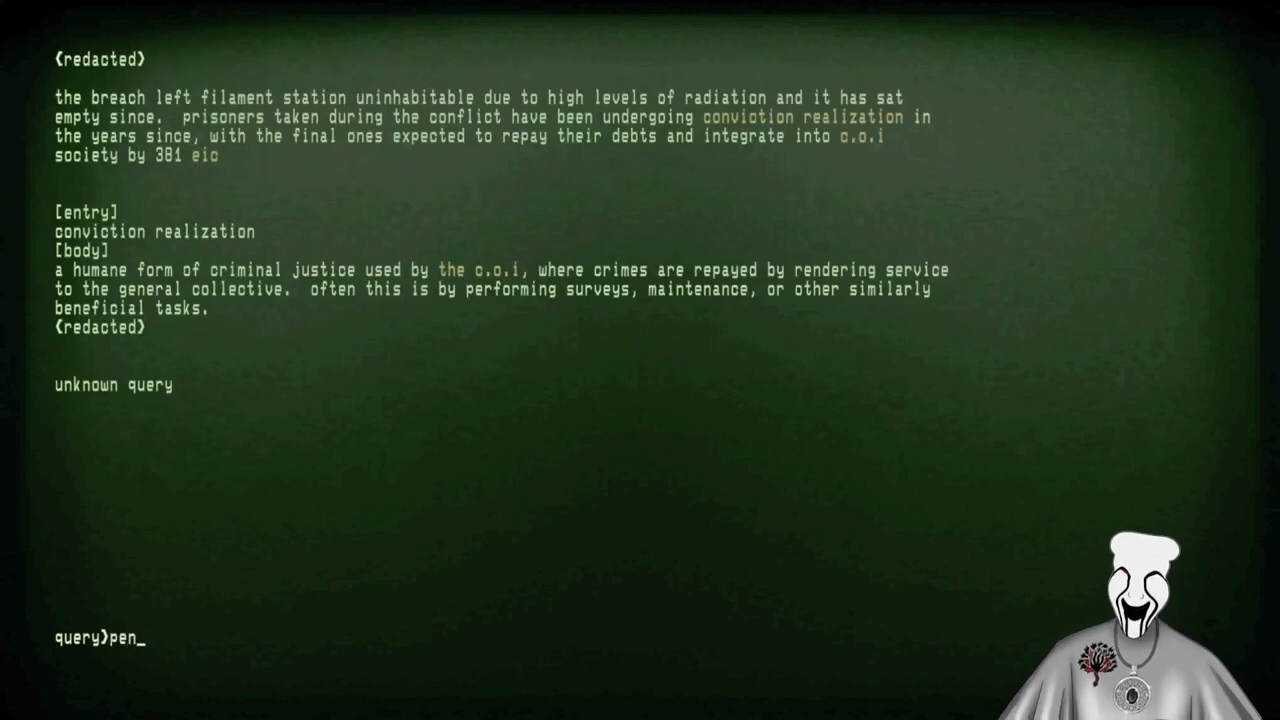 {redacted}
the breach left filament station uninhabitable due to high levels of radiation and it has sat
empty since.  prisoners taken during the conflict have been undergoing conviction realization in
the years since, with the final ones expected to repay their debts and integrate into c.o.i
society by 381 eic
[entry]
conviction realization
[body]
a humane form of criminal justice used by the c.o.i, where crimes are repayed by rendering service
to the general collective.  often this is by performing surveys, maintenance, or other similarly
beneficial tasks.
{redacted}
unknown query
query}pen_